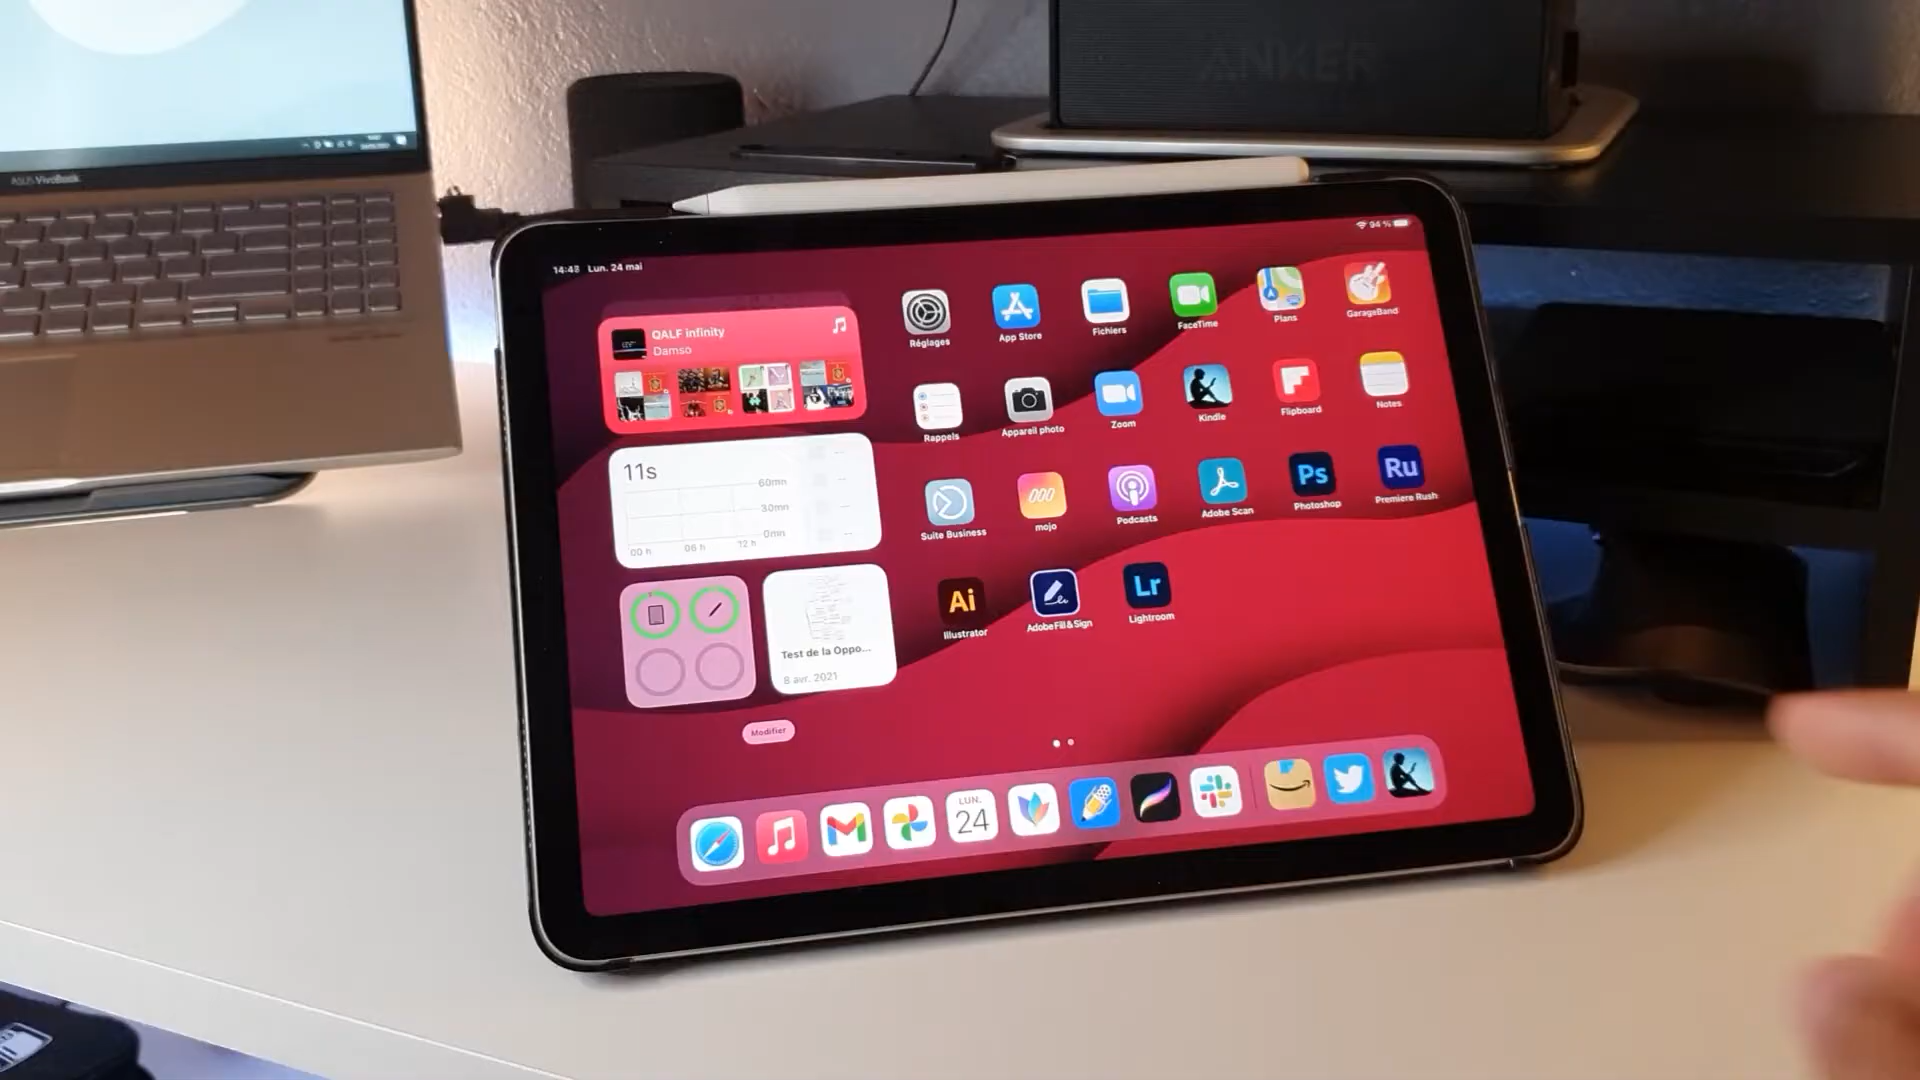 ANKER
ASUS VivoBook
14:48 Lun. 24 mai
94 %
QALF infinity
Damso
11s
60mn
30mn
0mn
00 h 06 h 12 h
Test de la Oppo...
8 avr. 2021
Modifier
Réglages
App Store
Fichiers
FaceTime
Plans
GarageBand
Rappels
Appareil photo
Zoom
Kindle
Flipboard
Notes
Suite Business
mojo
Podcasts
Adobe Scan
Ps
Photoshop
Ru
Premiere Rush
Ai
Illustrator
Adobe Fill & Sign
Lr
Lightroom
LUN.
24